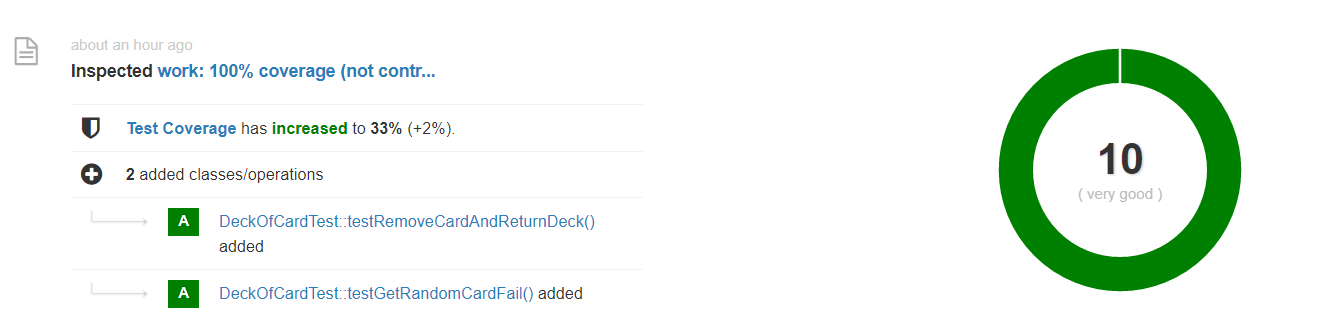 about an hour ago
Inspected work: 100% coverage (not contr...
Test Coverage has increased to 33% (+2%).
2 added classes/operations
A DeckOfCardTest::testRemoveCardAndReturnDeck()
added
A DeckOfCardTest::testGetRandomCardFail() added
10
( very good )